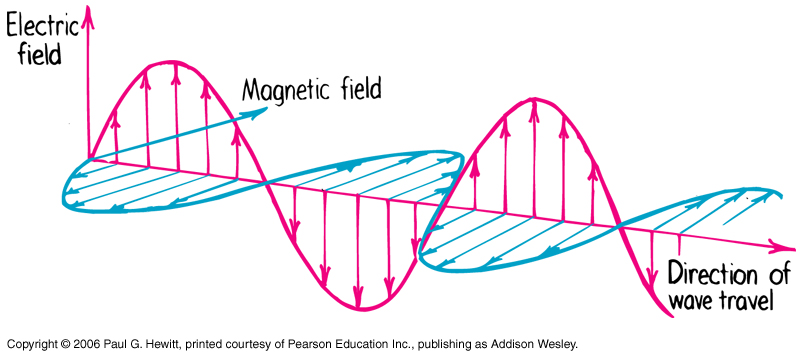 Electric
field
Magnetic field
Direction of
wave travel
Copyright © 2006 Paul G. Hewitt, printed courtesy of Pearson Education Inc., publishing as Addison Wesley.